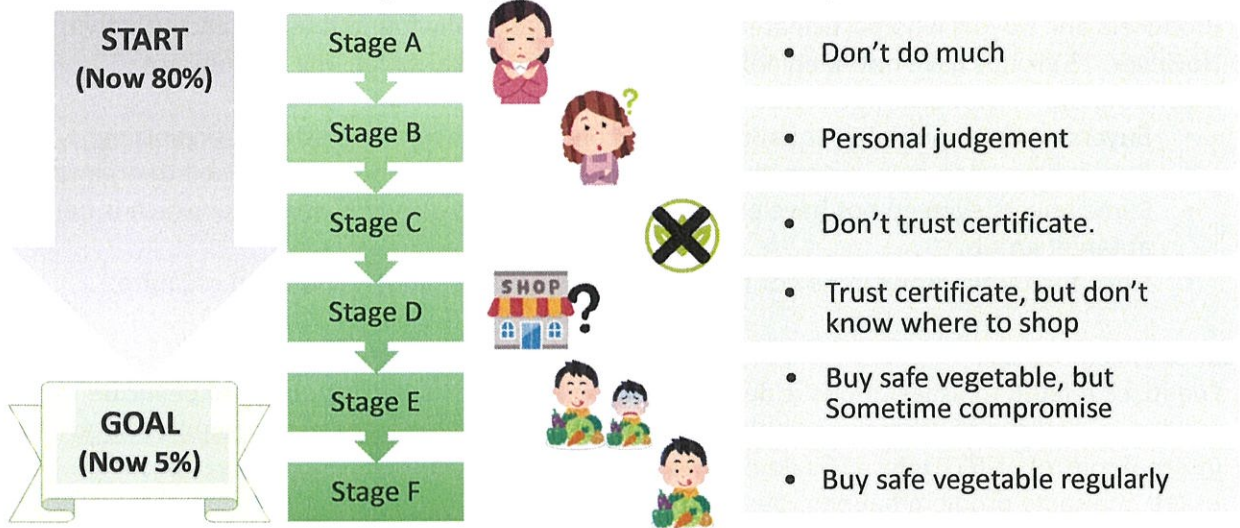 START
(Now 80%)
Stage A
• Don't do much
Stage B
?
• Personal judgement
Stage C
• Don't trust certificate.
SHOP
?
Stage D
• Trust certificate, but don't
know where to shop
Stage E
• Buy safe vegetable, but
Sometime compromise
GOAL
(Now 5%)
Stage F
• Buy safe vegetable regularly